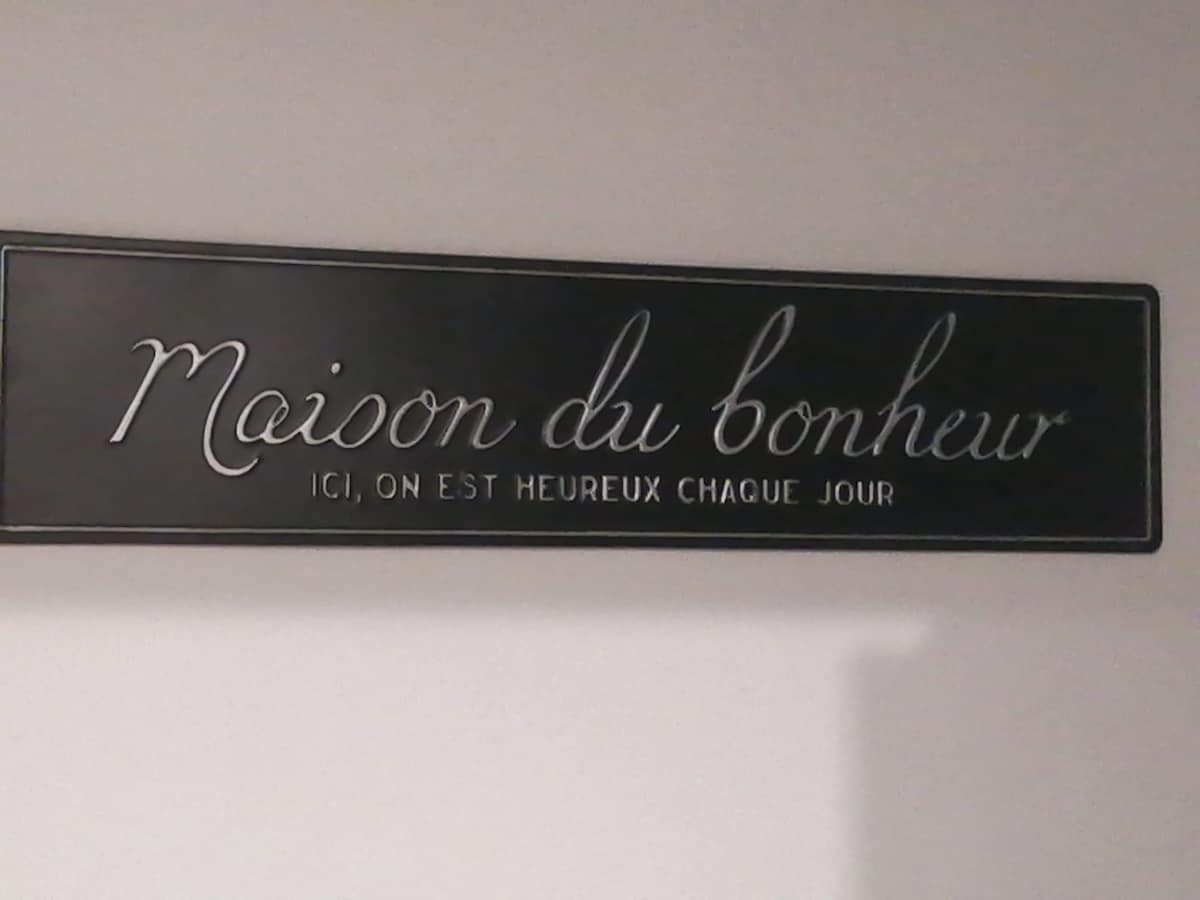 Maison du bonheur
ICI, ON EST HEUREUX CHAQUE JOUR